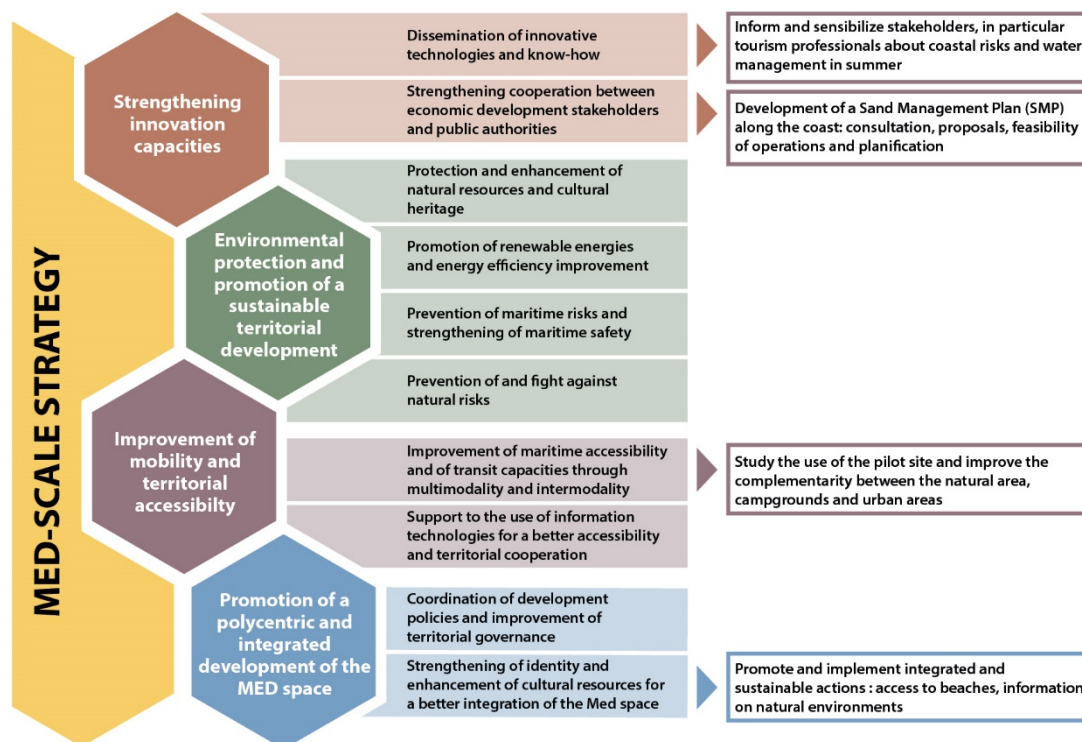 MED-SCALE STRATEGY
Strengthening
innovation
capacities
Dissemination of innovative
technologies and know-how
Inform and sensibilize stakeholders, in particular
tourism professionals about coastal risks and water
management in summer
Strengthening cooperation between
economic development stakeholders
and public authorities
Development of a Sand Management Plan (SMP)
along the coast: consultation, proposals, feasibility
of operations and planification
Environmental
protection and
promotion of a
sustainable
territorial
development
Protection and enhancement of
natural resources and cultural
heritage
Promotion of renewable energies
and energy efficiency improvement
Prevention of maritime risks and
strengthening of maritime safety
Prevention of and fight against
natural risks
Improvement of
mobility and
territorial
accessibilty
Improvement of maritime accessibility
and of transit capacities through
multimodality and intermodality
Study the use of the pilot site and improve the
complementarity between the natural area,
campgrounds and urban areas
Support to the use of information
technologies for a better accessibility
and territorial cooperation
Promotion of a
polycentric and
integrated
development of the
MED space
Coordination of development
policies and improvement of
territorial governance
Strengthening of identity and
enhancement of cultural resources for
a better integration of the Med space
Promote and implement integrated and
sustainable actions : access to beaches, information
on natural environments